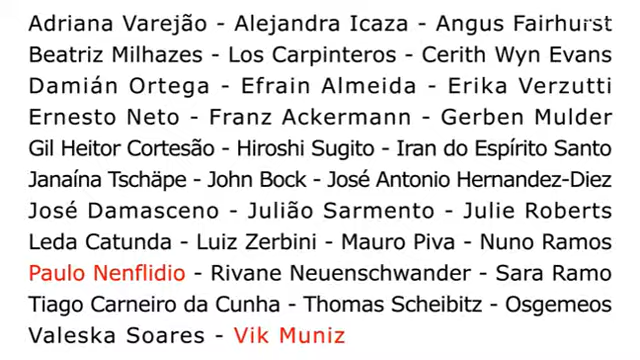 Adriana Varejão - Alejandra Icaza - Angus Fairhurst
Beatriz Milhazes - Los Carpinteros - Cerith Wyn Evans
Damián Ortega - Efrain Almeida - Erika Verzutti
Ernesto Neto - Franz Ackermann - Gerben Mulder
Gil Heitor Cortesão - Hiroshi Sugito - Iran do Espírito Santo
Janaína Tschäpe - John Bock - José Antonio Hernandez-Diez
José Damasceno - Julião Sarmento - Julie Roberts
Leda Catunda - Luiz Zerbini - Mauro Piva - Nuno Ramos
Paulo Nenflidio - Rivane Neuenschwander - Sara Ramo
Tiago Carneiro da Cunha - Thomas Scheibitz - Osgemeos
Valeska Soares - Vik Muniz